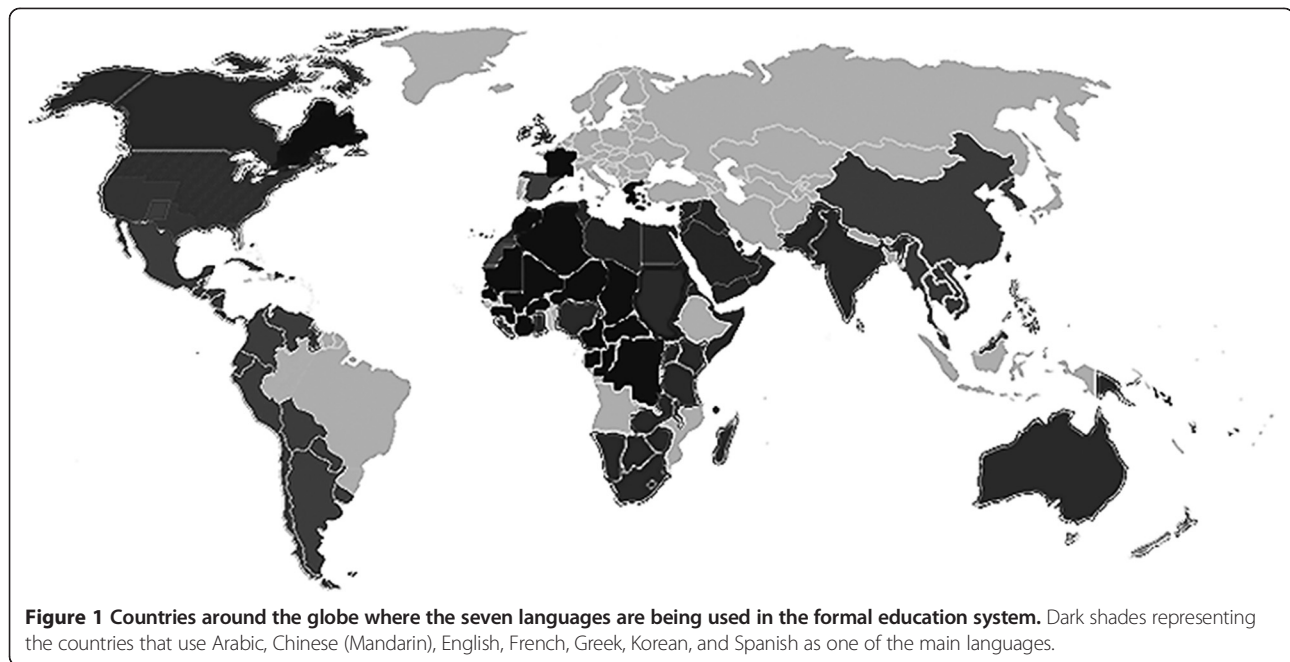 Figure 1 Countries around the globe where the seven languages are being used in the formal education system. Dark shades representing
the countries that use Arabic, Chinese (Mandarin), English, French, Greek, Korean, and Spanish as one of the main languages.